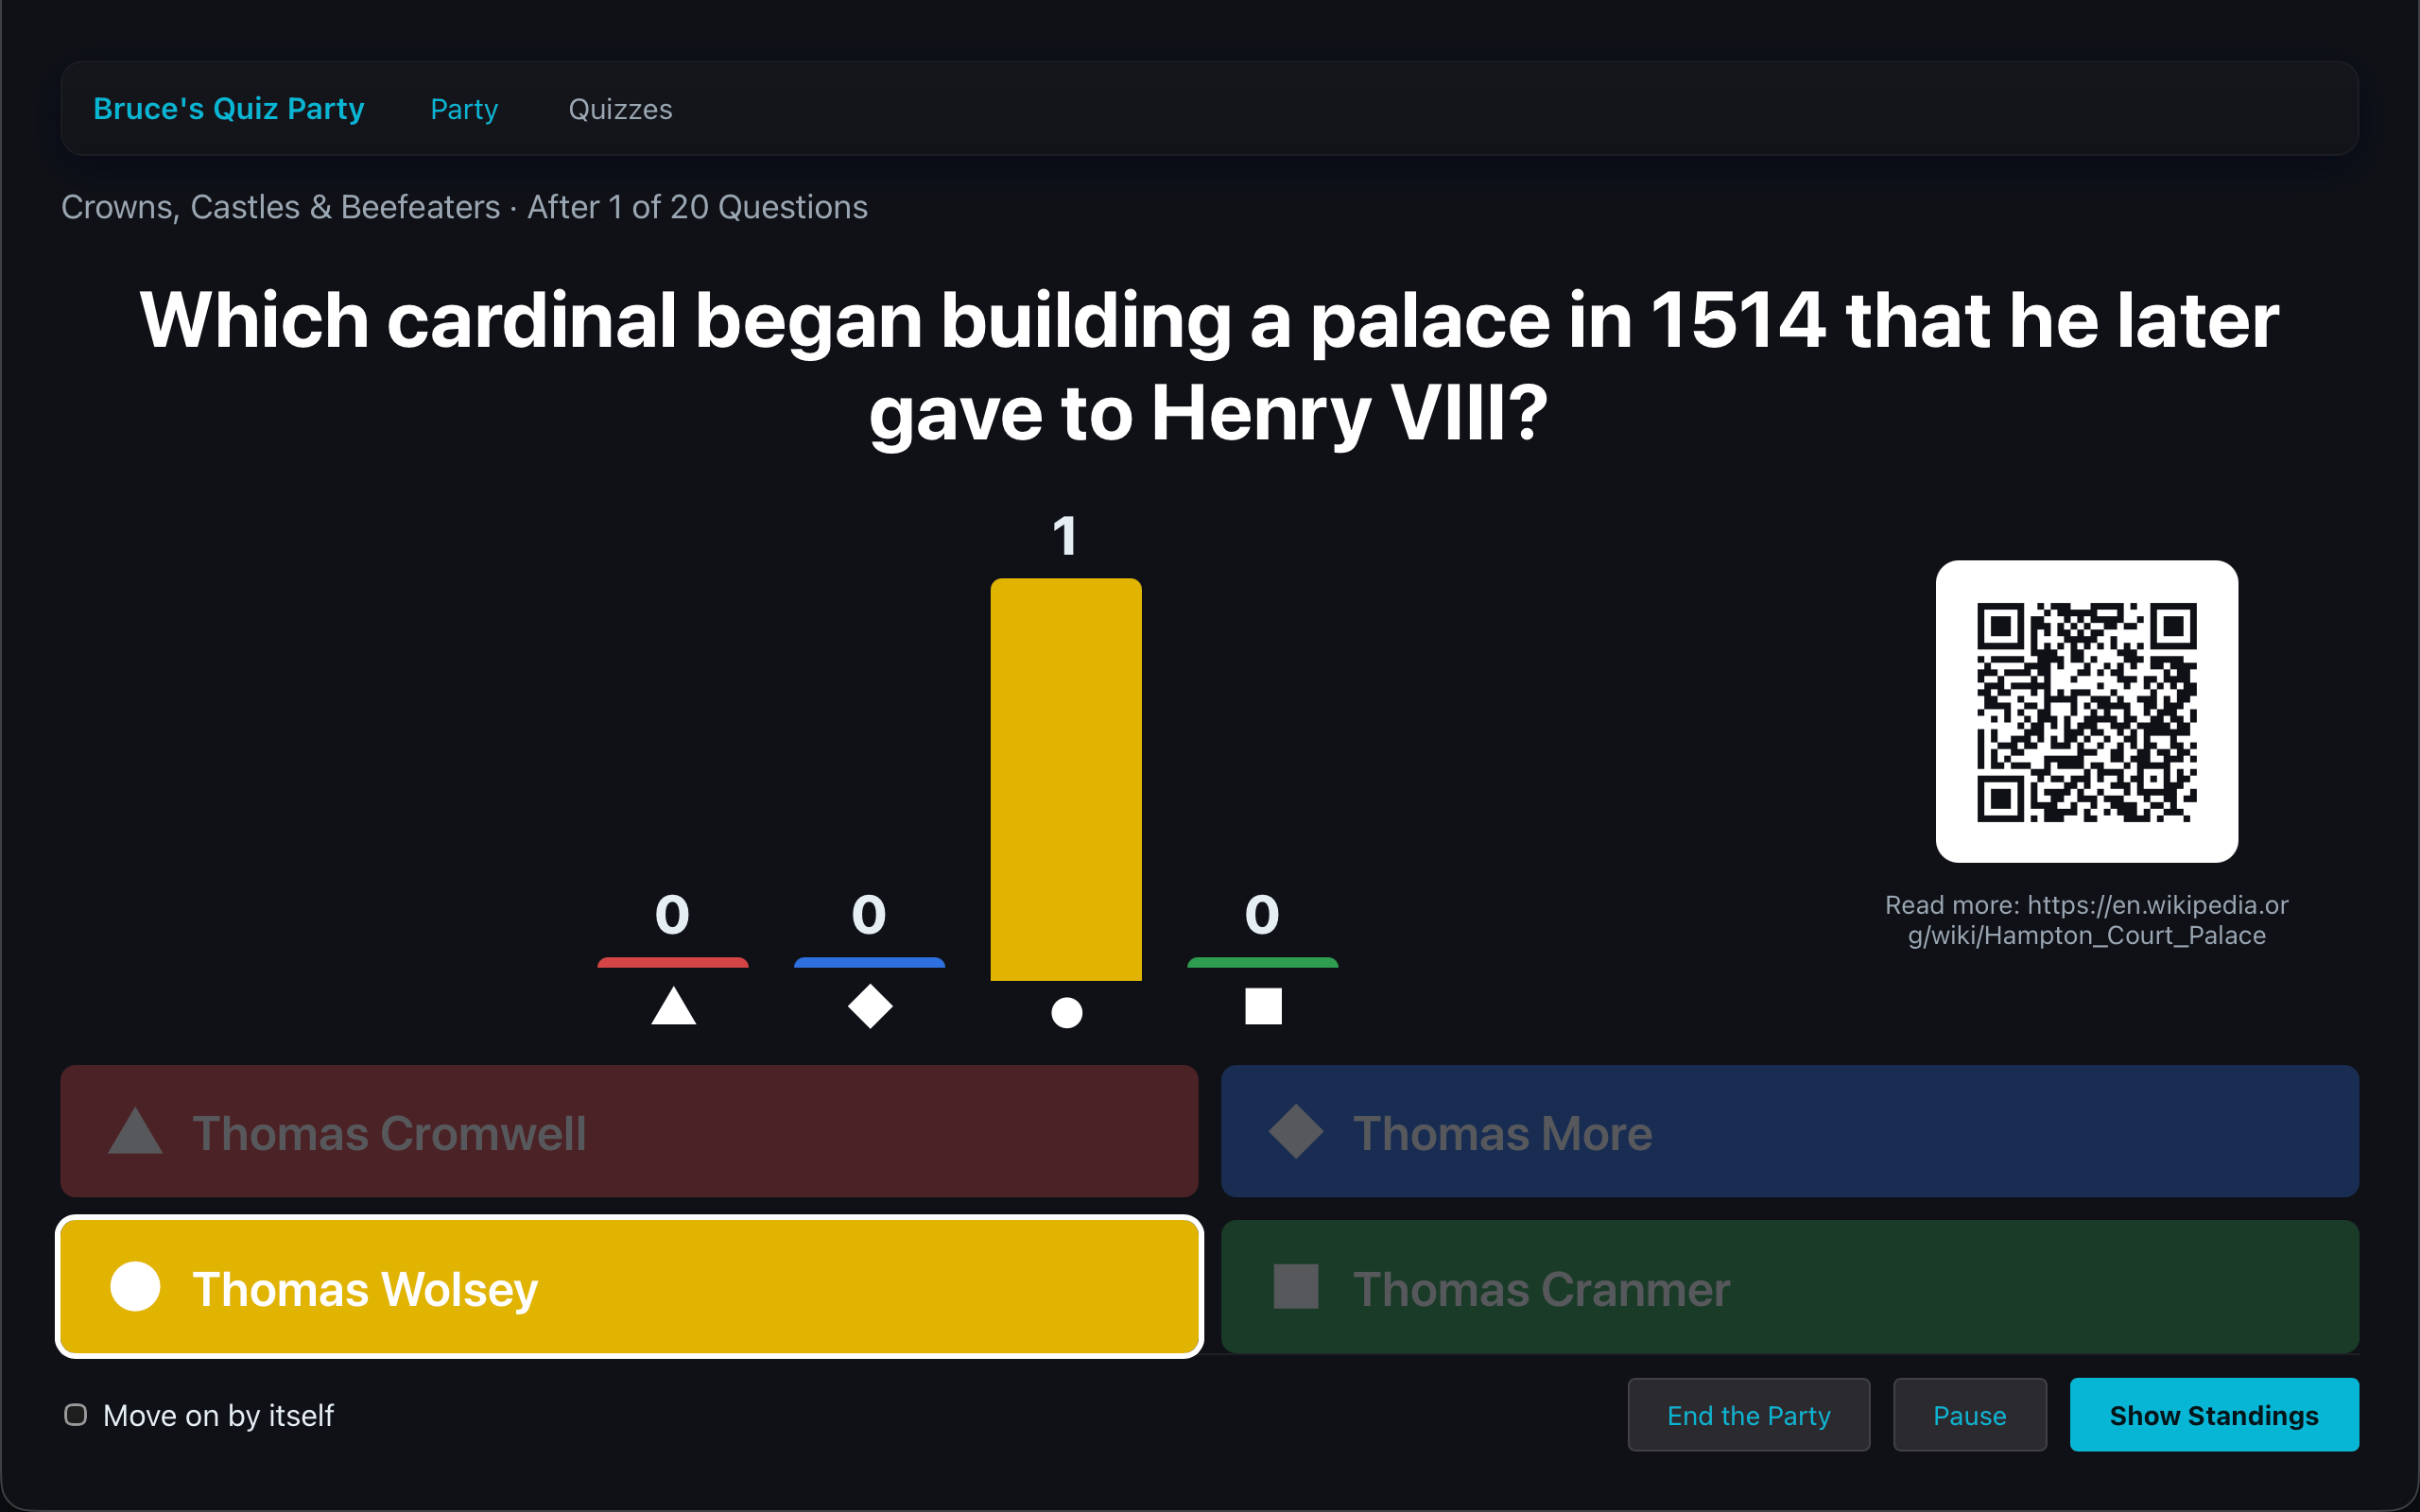 Bruce's Quiz Party Party Quizzes
Crowns, Castles & Beefeaters · After 1 of 20 Questions
Which cardinal began building a palace in 1514 that he later
gave to Henry VIII?
1
0 0 0
Read more: https://en.wikipedia.or
g/wiki/Hampton_Court_Palace
Thomas Cromwell
Thomas More
Thomas Wolsey
Thomas Cranmer
Move on by itself
End the Party
Pause
Show Standings